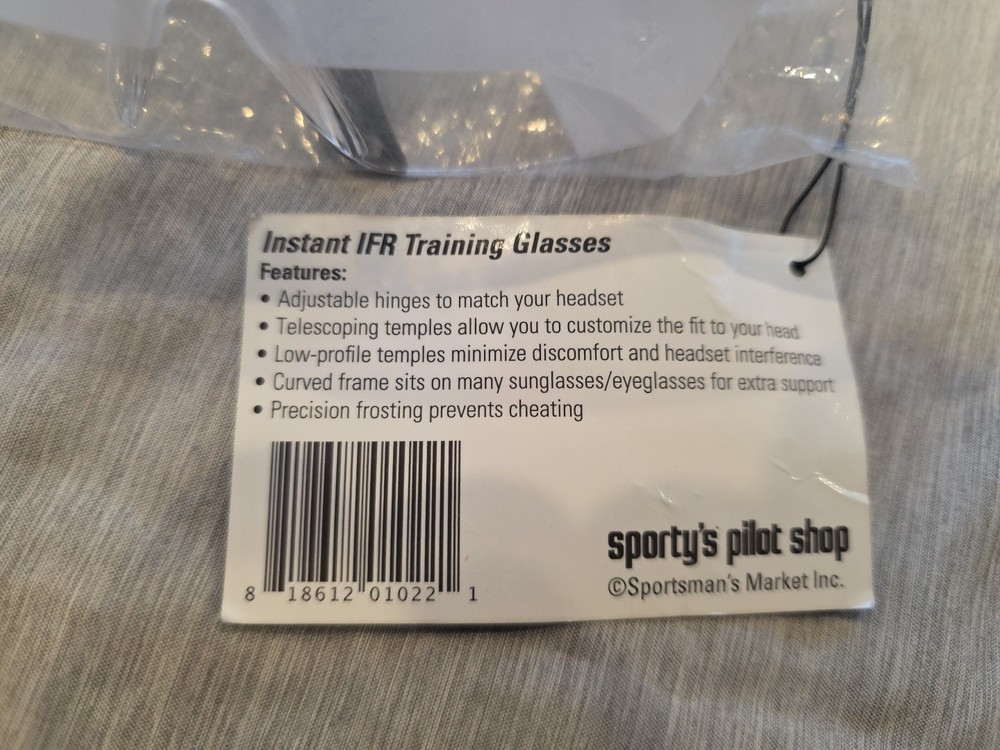 Instant IFR Training Glasses
Features:
• Adjustable hinges to match your headset
• Telescoping temples allow you to customize the fit to your head
• Low-profile temples minimize discomfort and headset interference
• Curved frame sits on many sunglasses/eyeglasses for extra support
• Precision frosting prevents cheating
sporty's pilot shop
©Sportsman's Market Inc.
8 18612 01022 1